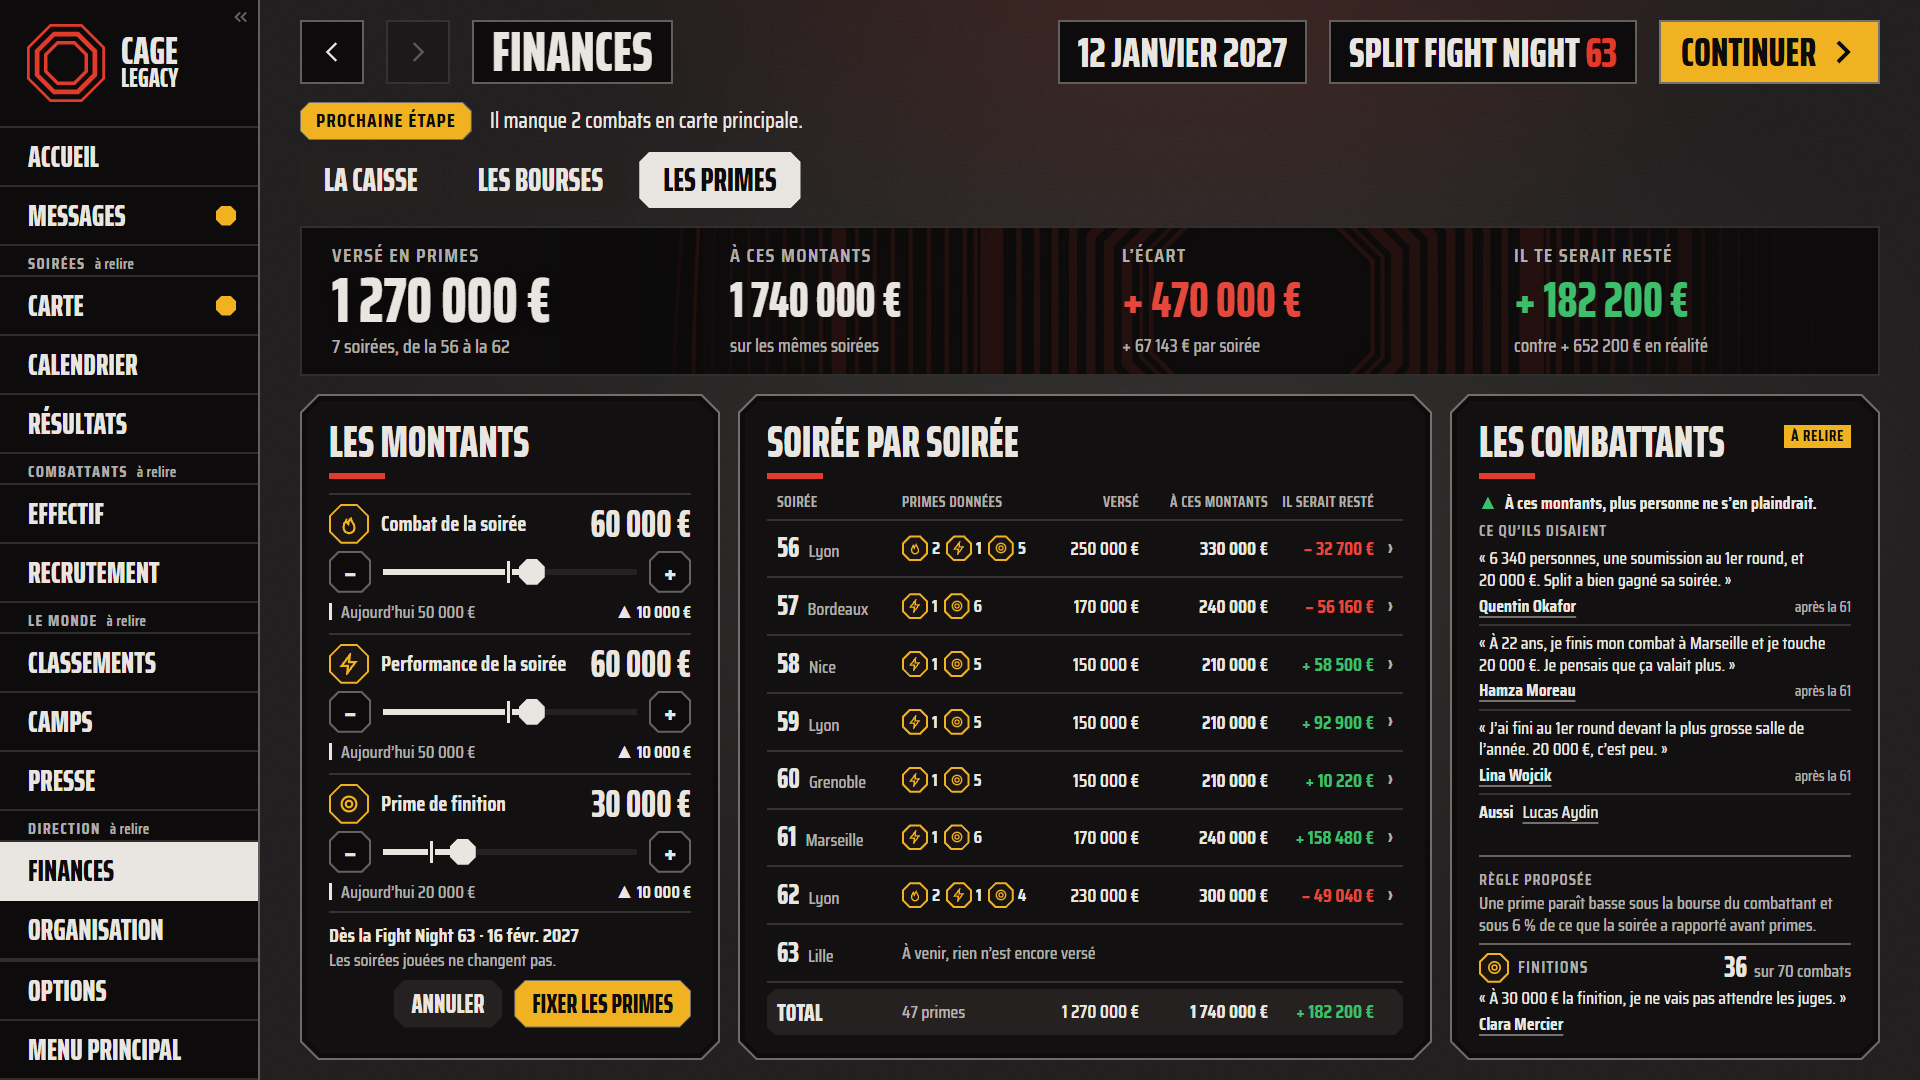 CAGE
LEGACY
«
ACCUEIL
MESSAGES
SOIRÉES à relire
CARTE
CALENDRIER
RÉSULTATS
COMBATTANTS à relire
EFFECTIF
RECRUTEMENT
LE MONDE à relire
CLASSEMENTS
CAMPS
PRESSE
DIRECTION à relire
FINANCES
ORGANISATION
OPTIONS
MENU PRINCIPAL
FINANCES
12 JANVIER 2027
SPLIT FIGHT NIGHT 63
CONTINUER
PROCHAINE ÉTAPE Il manque 2 combats en carte principale.
LA CAISSE LES BOURSES LES PRIMES
VERSÉ EN PRIMES
1 270 000 €
7 soirées, de la 56 à la 62
À CES MONTANTS
1 740 000 €
sur les mêmes soirées
L'ÉCART
+ 470 000 €
+ 67 143 € par soirée
IL TE SERAIT RESTÉ
+ 182 200 €
contre + 652 200 € en réalité
LES MONTANTS
Combat de la soirée 60 000 €
− +
Aujourd'hui 50 000 € ▲ 10 000 €
Performance de la soirée 60 000 €
− +
Aujourd'hui 50 000 € ▲ 10 000 €
Prime de finition 30 000 €
− +
Aujourd'hui 20 000 € ▲ 10 000 €
Dès la Fight Night 63 · 16 févr. 2027
Les soirées jouées ne changent pas.
ANNULER FIXER LES PRIMES
SOIRÉE PAR SOIRÉE
SOIRÉE PRIMES DONNÉES VERSÉ À CES MONTANTS IL SERAIT RESTÉ
56 Lyon 2 1 5 250 000 € 330 000 € − 32 700 € ›
57 Bordeaux 1 6 170 000 € 240 000 € − 56 160 € ›
58 Nice 1 5 150 000 € 210 000 € + 58 500 € ›
59 Lyon 1 5 150 000 € 210 000 € + 92 900 € ›
60 Grenoble 1 5 150 000 € 210 000 € + 10 220 € ›
61 Marseille 1 6 170 000 € 240 000 € + 158 480 € ›
62 Lyon 2 1 4 230 000 € 300 000 € − 49 040 € ›
63 Lille À venir, rien n'est encore versé
TOTAL 47 primes 1 270 000 € 1 740 000 € + 182 200 €
LES COMBATTANTS À RELIRE
▲ À ces montants, plus personne ne s'en plaindrait.
CE QU'ILS DISAIENT
« 6 340 personnes, une soumission au 1er round, et
20 000 €. Split a bien gagné sa soirée. »
Quentin Okafor après la 61
« À 22 ans, je finis mon combat à Marseille et je touche
20 000 €. Je pensais que ça valait plus. »
Hamza Moreau après la 61
« J'ai fini au 1er round devant la plus grosse salle de
l'année. 20 000 €, c'est peu. »
Lina Wojcik après la 61
Aussi Lucas Aydin
RÈGLE PROPOSÉE
Une prime paraît basse sous la bourse du combattant et
sous 6 % de ce que la soirée a rapporté avant primes.
FINITIONS 36 sur 70 combats
« À 30 000 € la finition, je ne vais pas attendre les juges. »
Clara Mercier